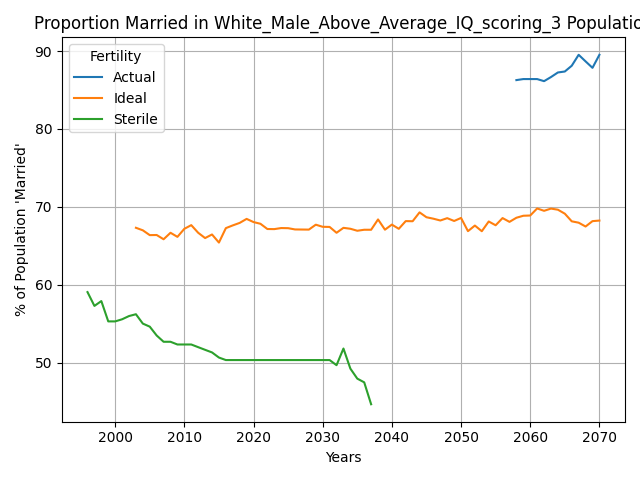 Proportion Married in White_Male_Above_Average_IQ_scoring_3 Populatio
% of Population 'Married'
Fertility
Actual
Ideal
Sterile
90
80
70
60
50
2000 2010 2020 2030 2040 2050 2060 2070
Years